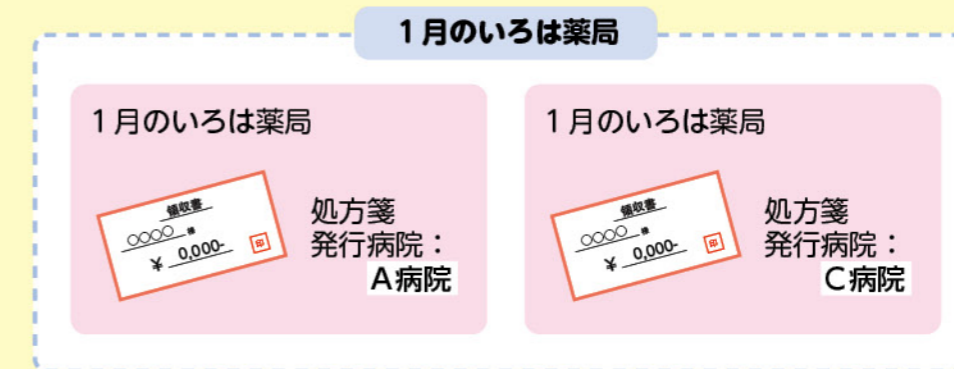 1月のいろは薬局
1月のいろは薬局
領収書
○○○○ 様
¥ 0,000-
印
処方箋
発行病院：
A病院
1月のいろは薬局
領収書
○○○○ 様
¥ 0,000-
印
処方箋
発行病院：
C病院